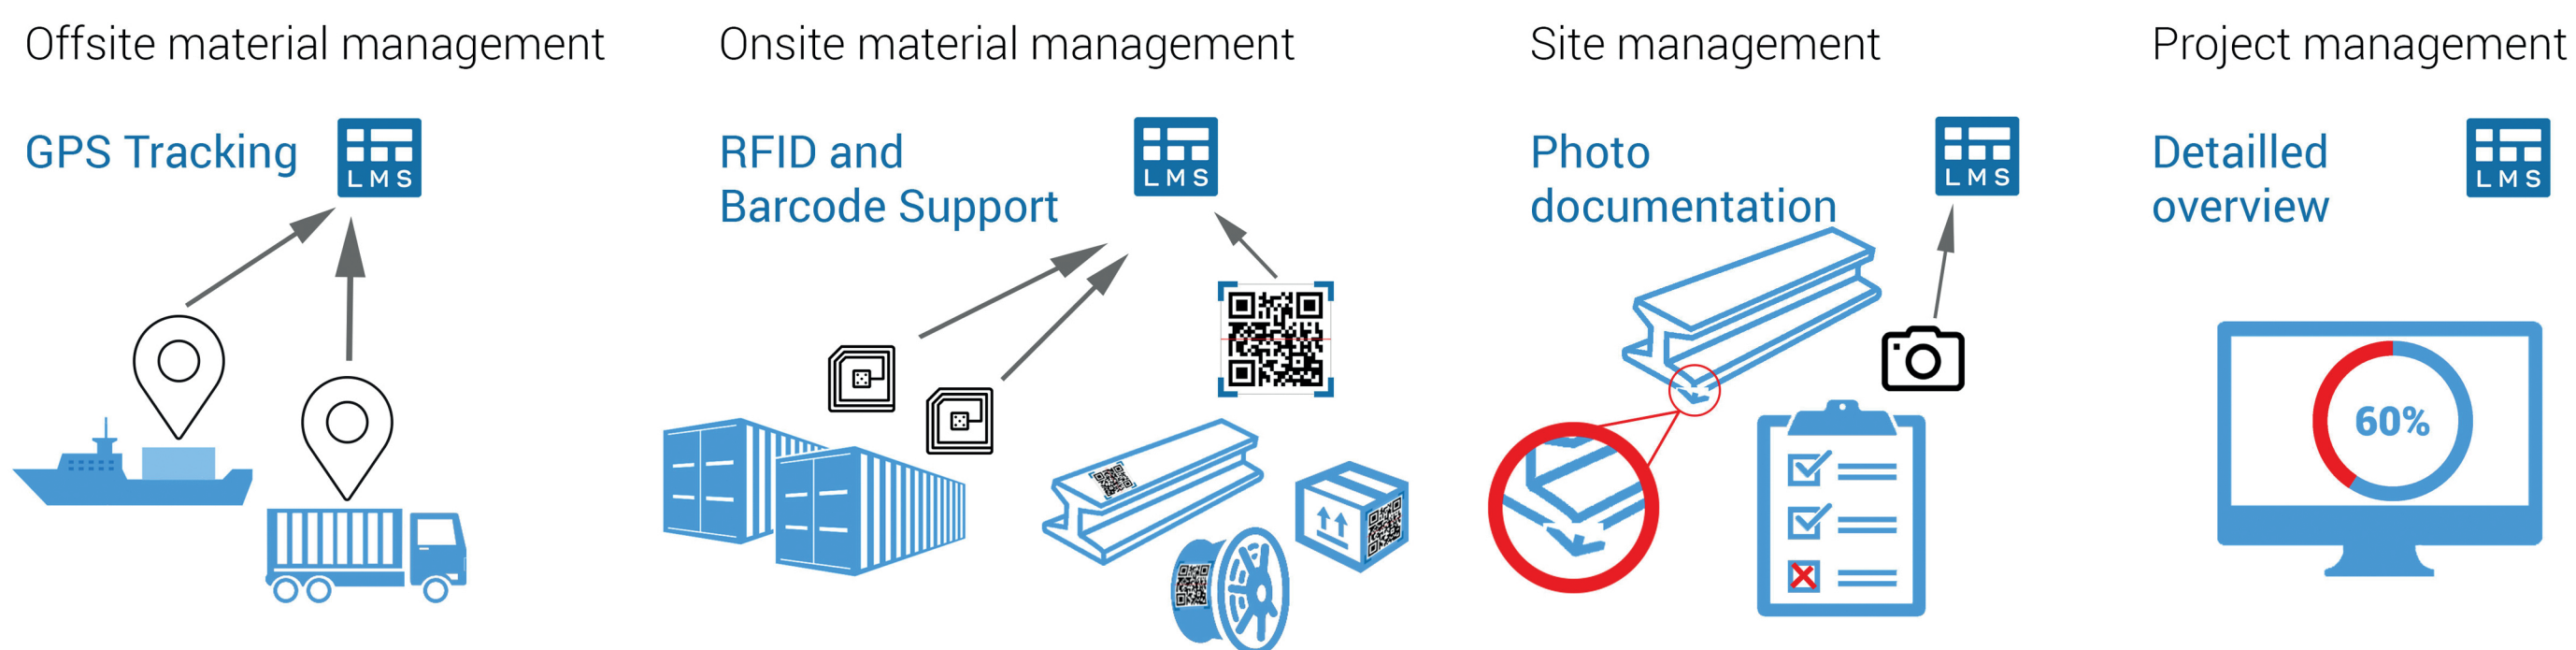 Offsite material management
GPS Tracking
LMS
Onsite material management
RFID and
Barcode Support
LMS
Site management
Photo
documentation
LMS
Project management
Detailled
overview
LMS
60%